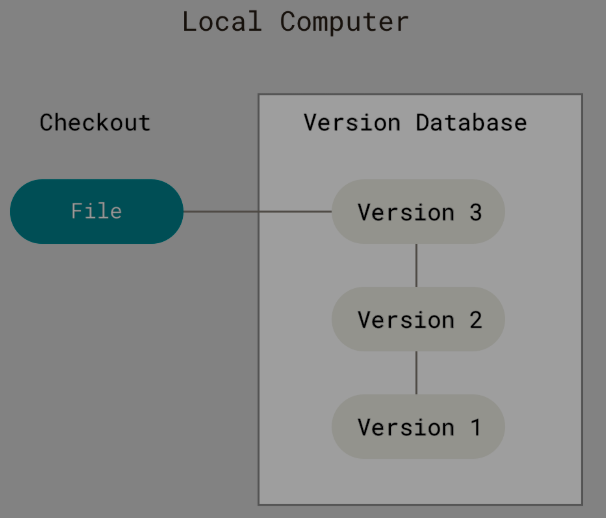 Local Computer
Checkout
Version Database
File
Version 3
Version 2
Version 1